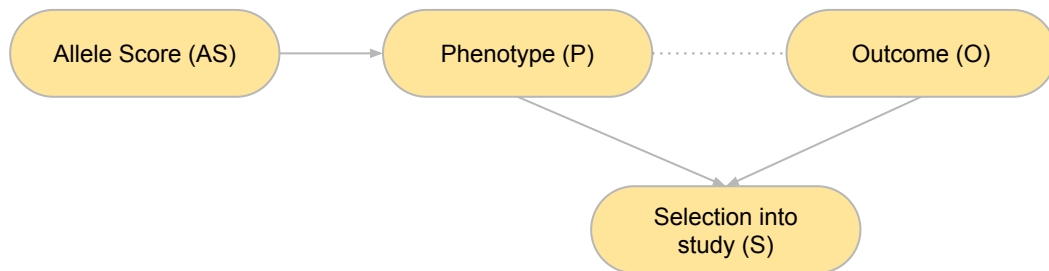 Allele Score (AS)
Phenotype (P)
Outcome (O)
Selection into
study (S)